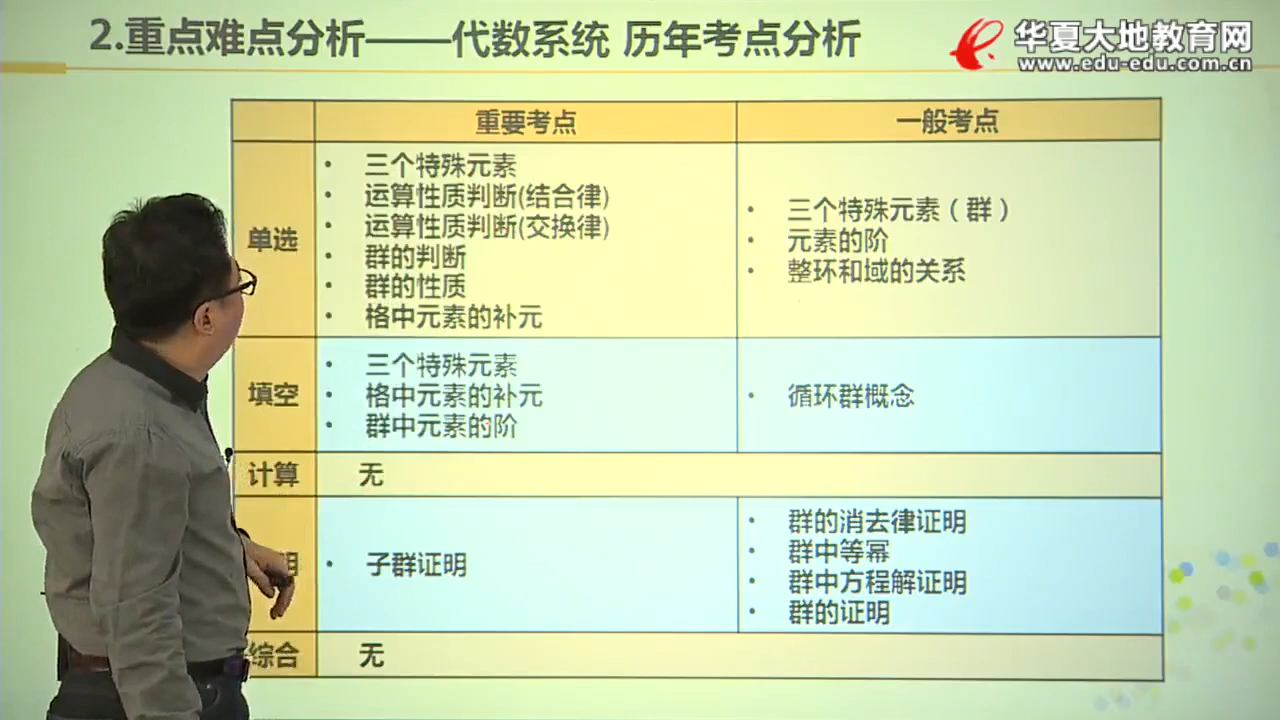 2.重点难点分析——代数系统 历年考点分析
华夏大地教育网
www.edu-edu.com.cn
重要考点
一般考点
单选
• 三个特殊元素
• 运算性质判断(结合律)
• 运算性质判断(交换律)
• 群的判断
• 群的性质
• 格中元素的补元
• 三个特殊元素（群）
• 元素的阶
• 整环和域的关系
填空
• 三个特殊元素
• 格中元素的补元
• 群中元素的阶
• 循环群概念
计算
无
• 子群证明
• 群的消去律证明
• 群中等幂
• 群中方程解证明
• 群的证明
综合
无